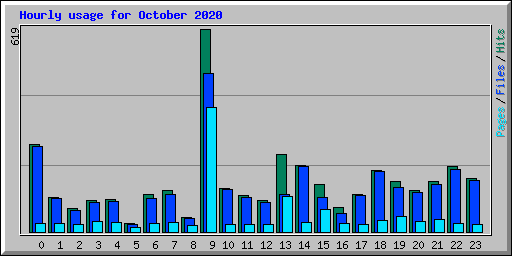 Hourly usage for October 2020
619
Pages/Files/Hits
0 1 2 3 4 5 6 7 8 9 10 11 12 13 14 15 16 17 18 19 20 21 22 23